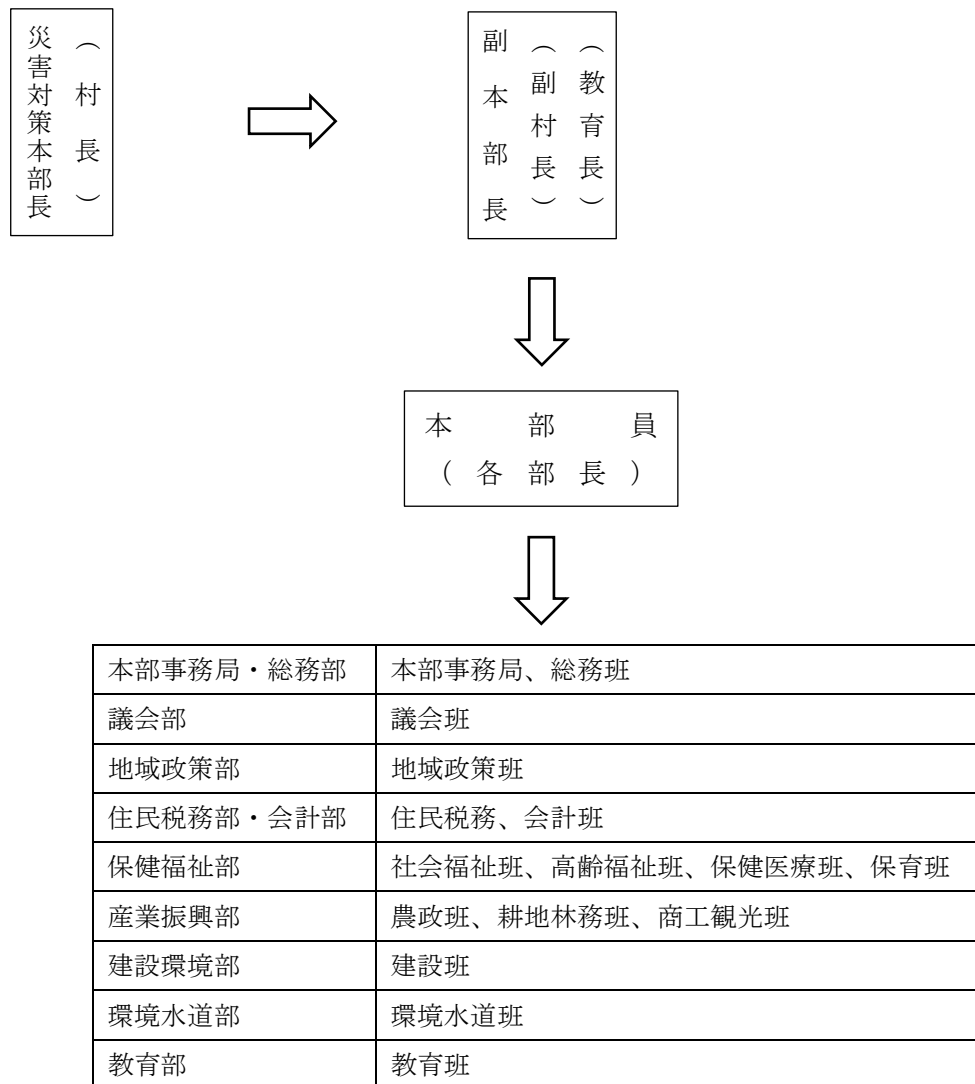 災害対策本部長
（村長）
副本部長
（副村長）
（教育長）
本部員
（各部長）
本部事務局・総務部 本部事務局、総務班
議会部 議会班
地域政策部 地域政策班
住民税務部・会計部 住民税務、会計班
保健福祉部 社会福祉班、高齢福祉班、保健医療班、保育班
産業振興部 農政班、耕地林務班、商工観光班
建設環境部 建設班
環境水道部 環境水道班
教育部 教育班